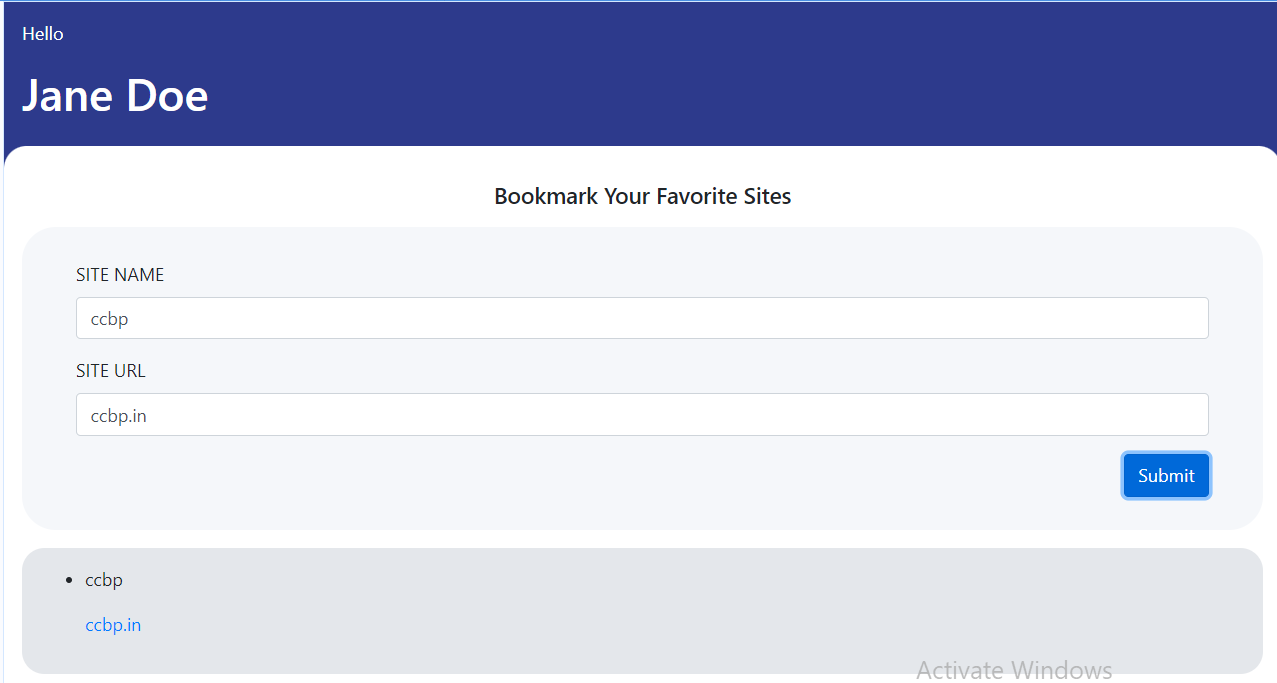 Hello
Jane Doe
Bookmark Your Favorite Sites
SITE NAME
ccbp
SITE URL
ccbp.in
Submit
ccbp
ccbp.in
Activate Windows